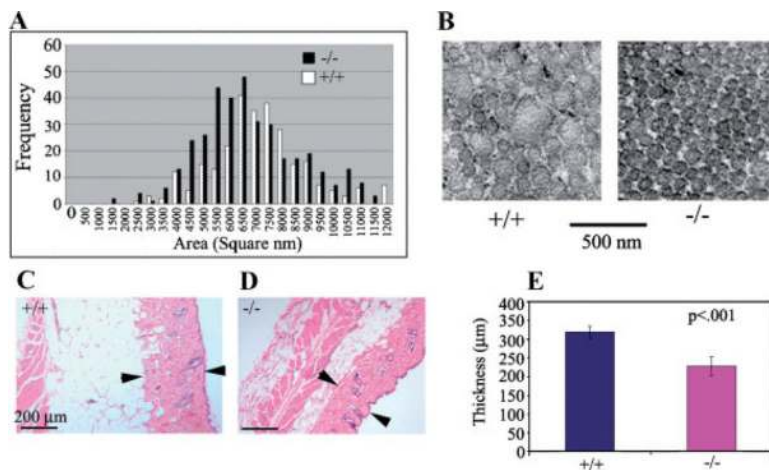 A
60
50
40
30
20
10
0
-/-
+/+
Frequency
0 500 1000 1500 2500 3000 3500 4000 4500 5000 5500 6000 6500 7000 7500 8000 8500 9000 9500 10000 10500 11000 11500 12000
Area (Square nm)
B
+/+ -/-
500 nm
C
+/+
200 μm
D
-/-
E
p<.001
Thickness (μm)
400
350
300
250
200
150
100
50
0
+/+ -/-